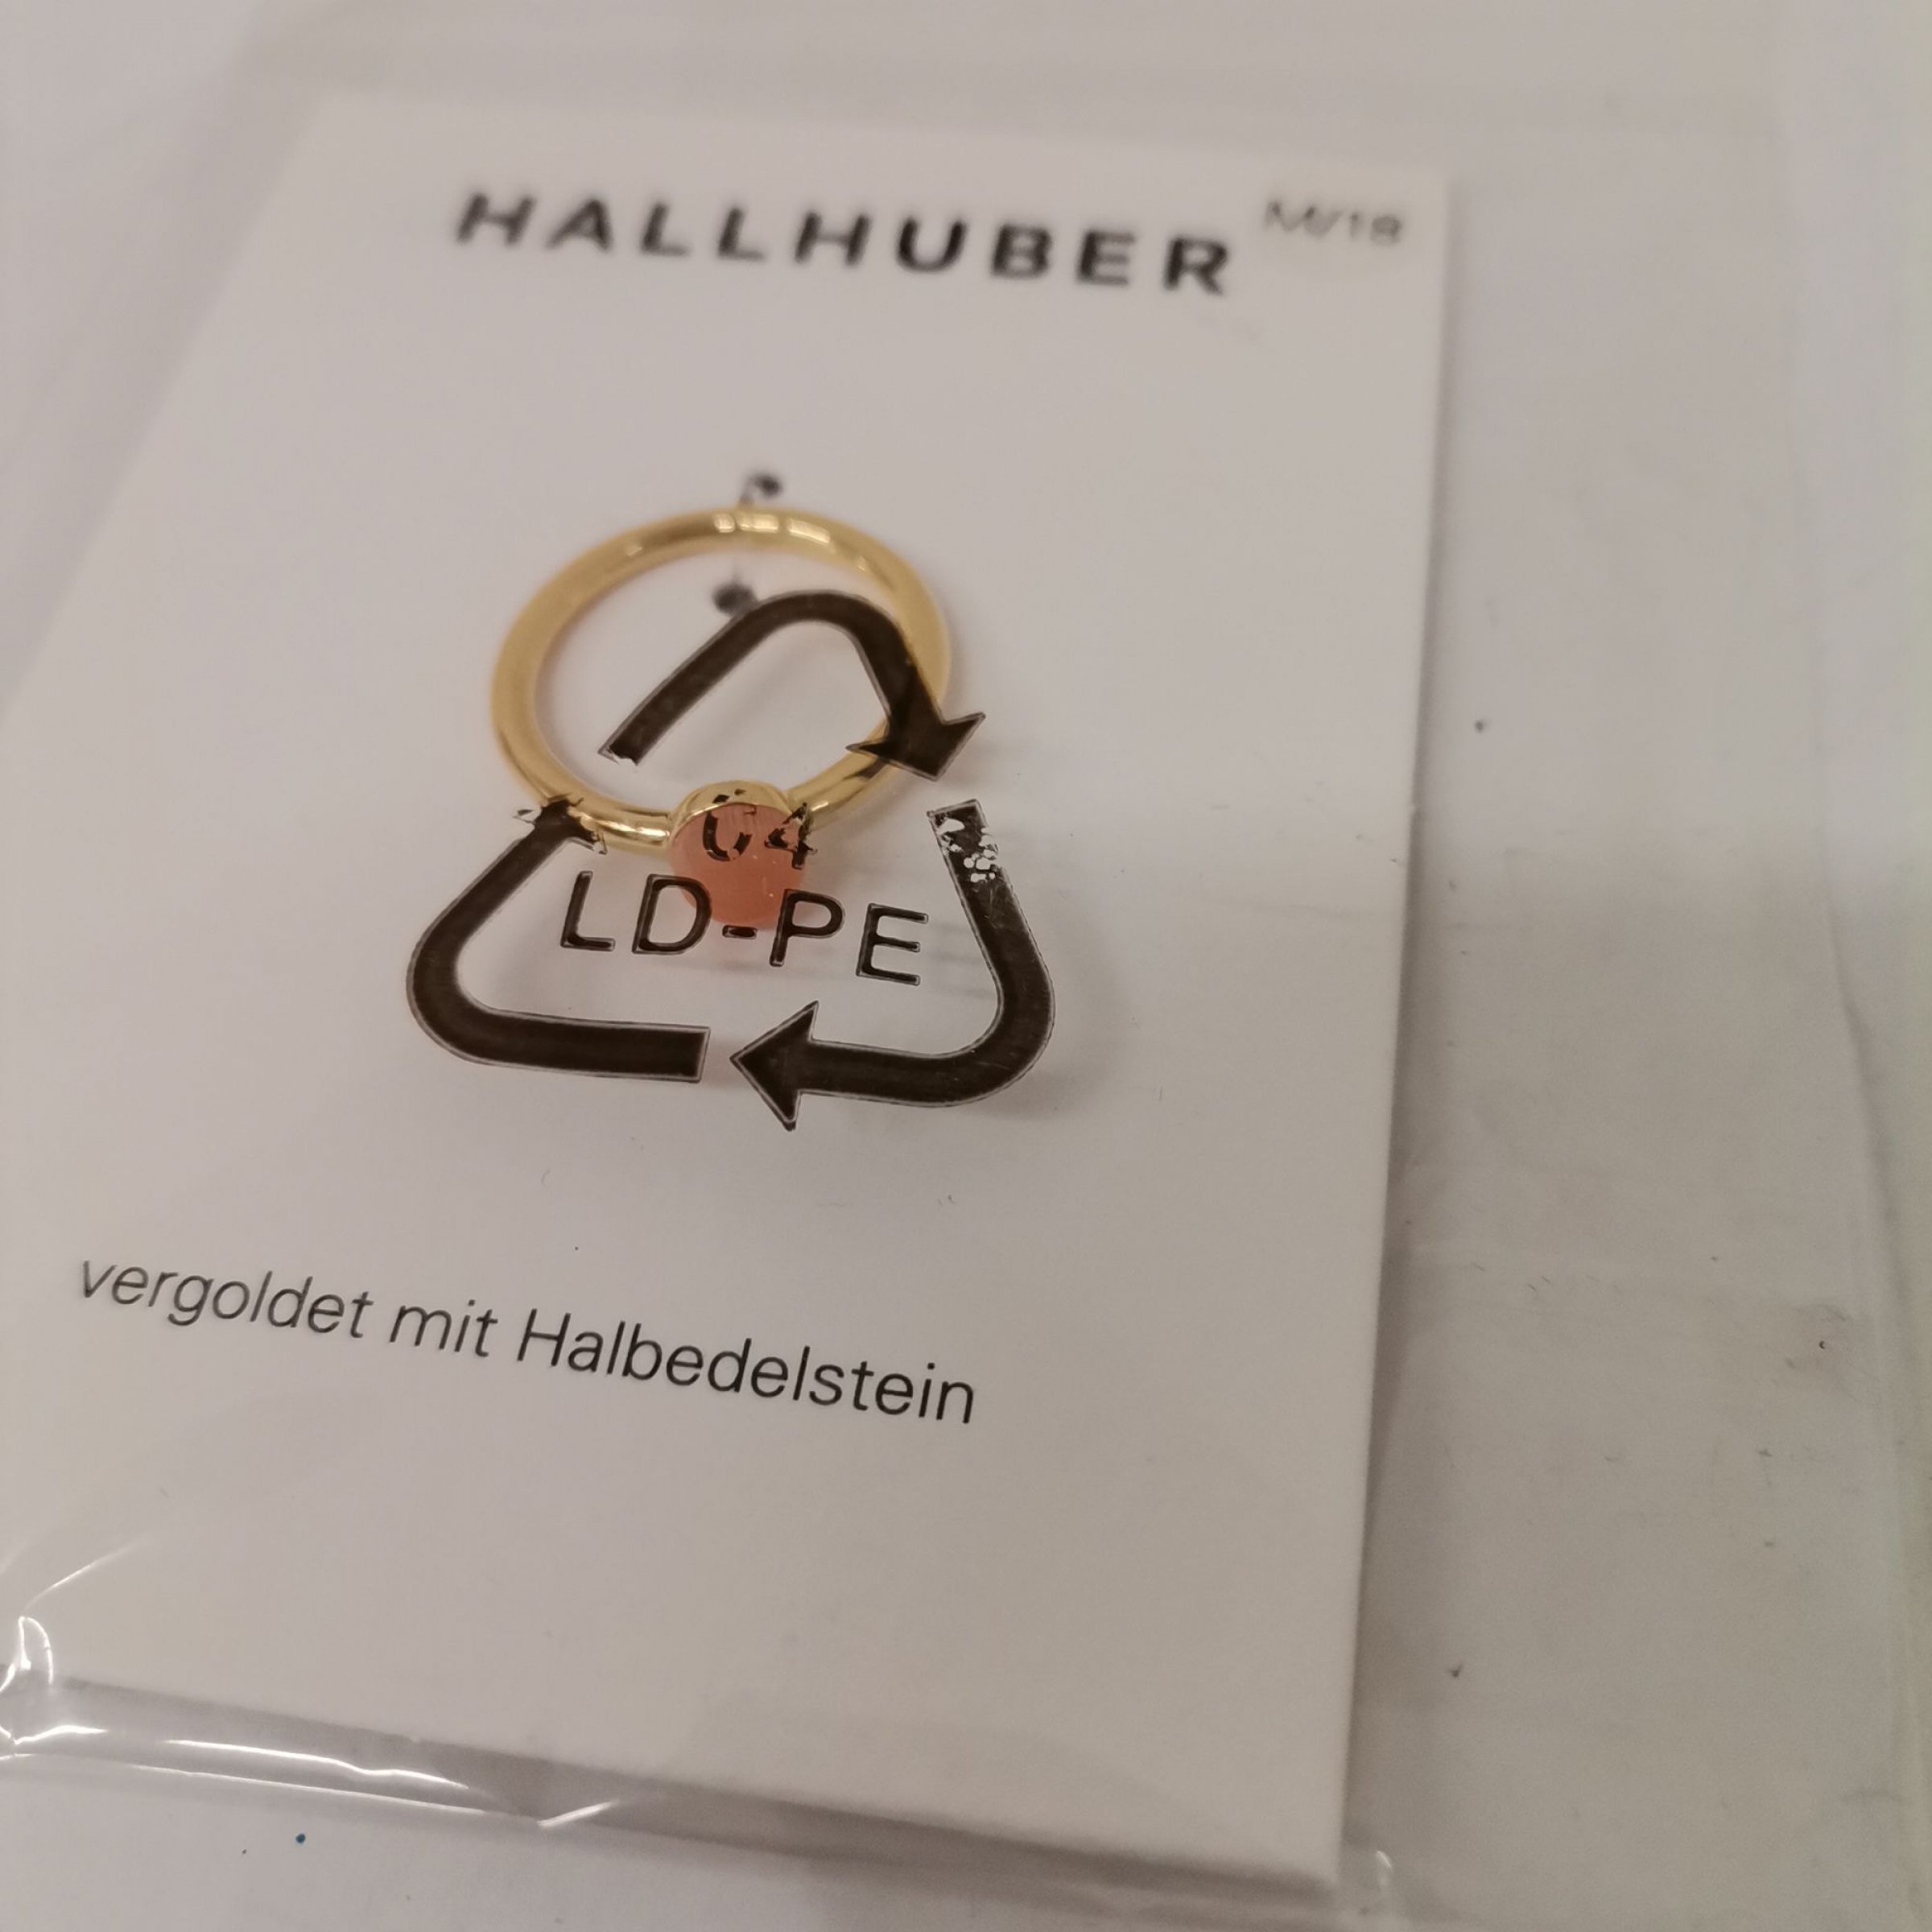 HALLHUBER
M/18
04
LD-PE
vergoldet mit Halbedelstein